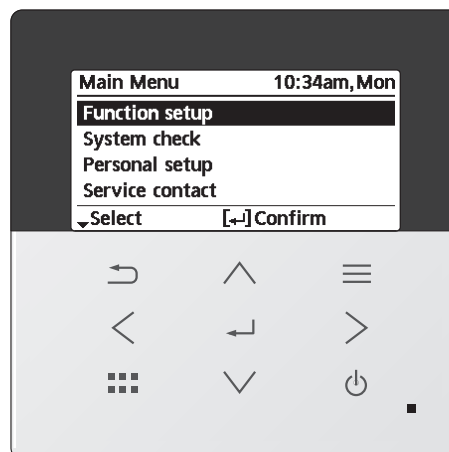 Main Menu 10:34am,Mon
Function setup
System check
Personal setup
Service contact
Select [↵] Confirm